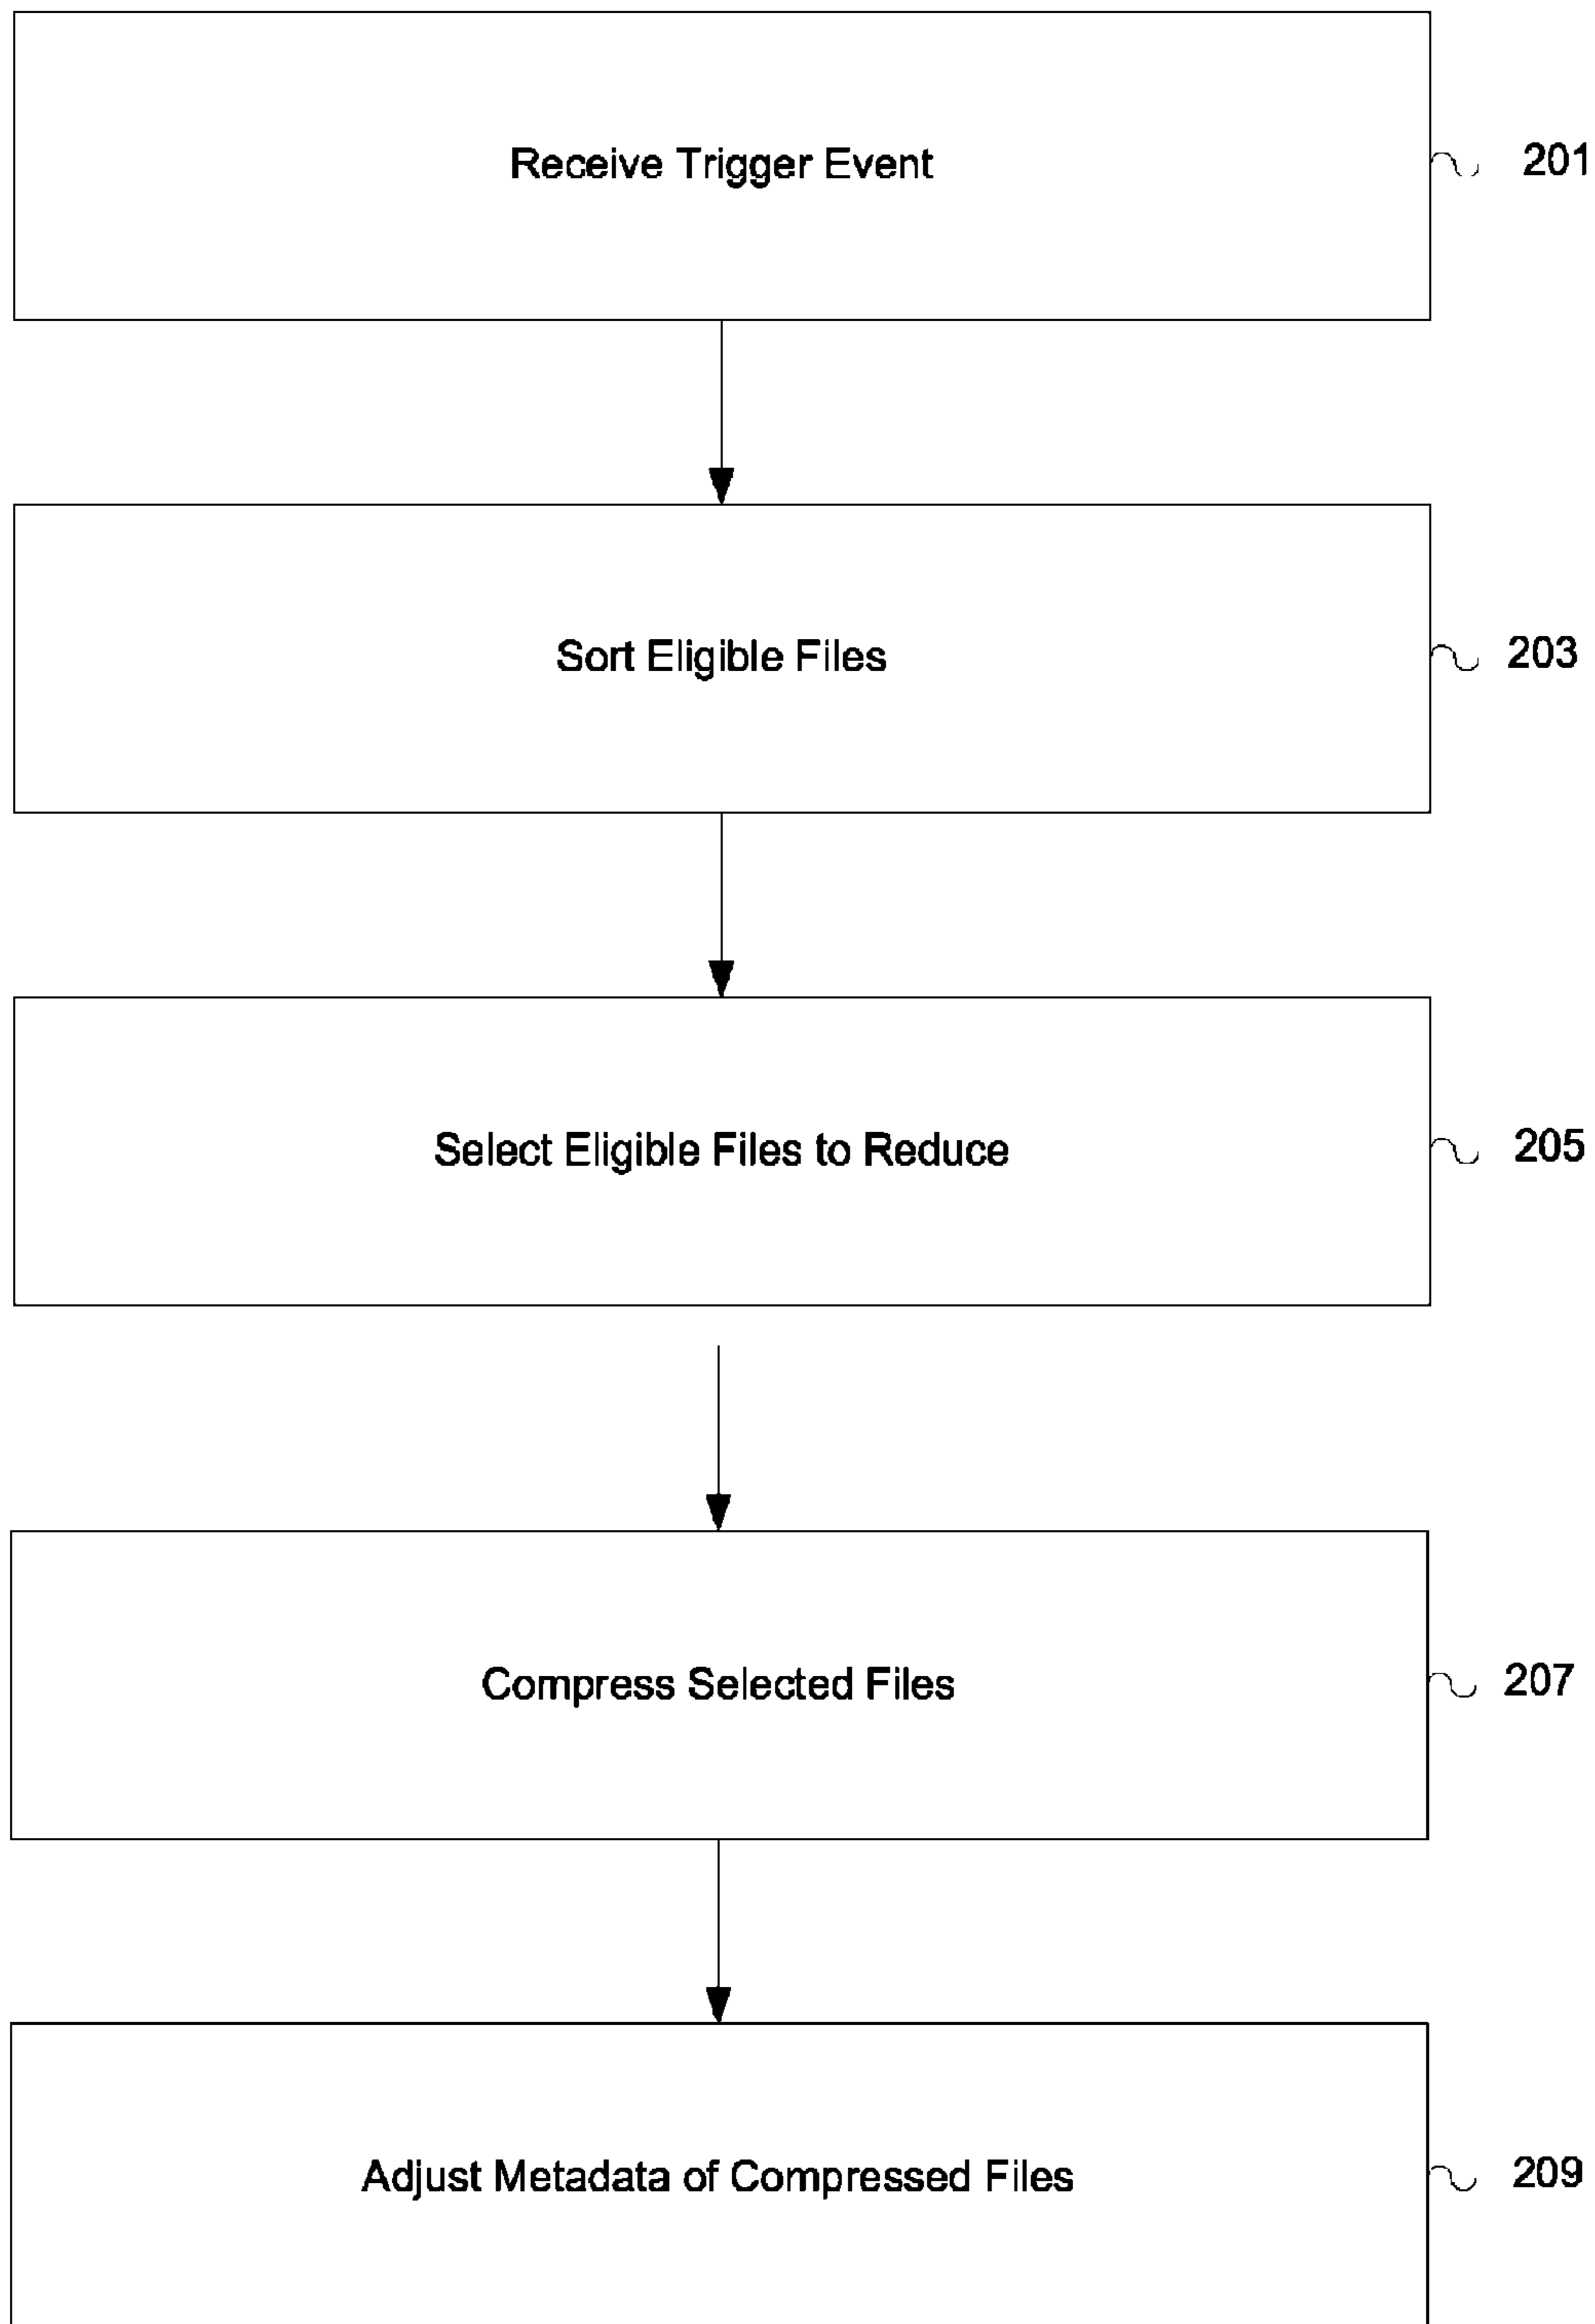 Receive Trigger Event
201
Sort Eligible Files
203
Select Eligible Files to Reduce
205
Compress Selected Files
207
Adjust Metadata of Compressed Files
209